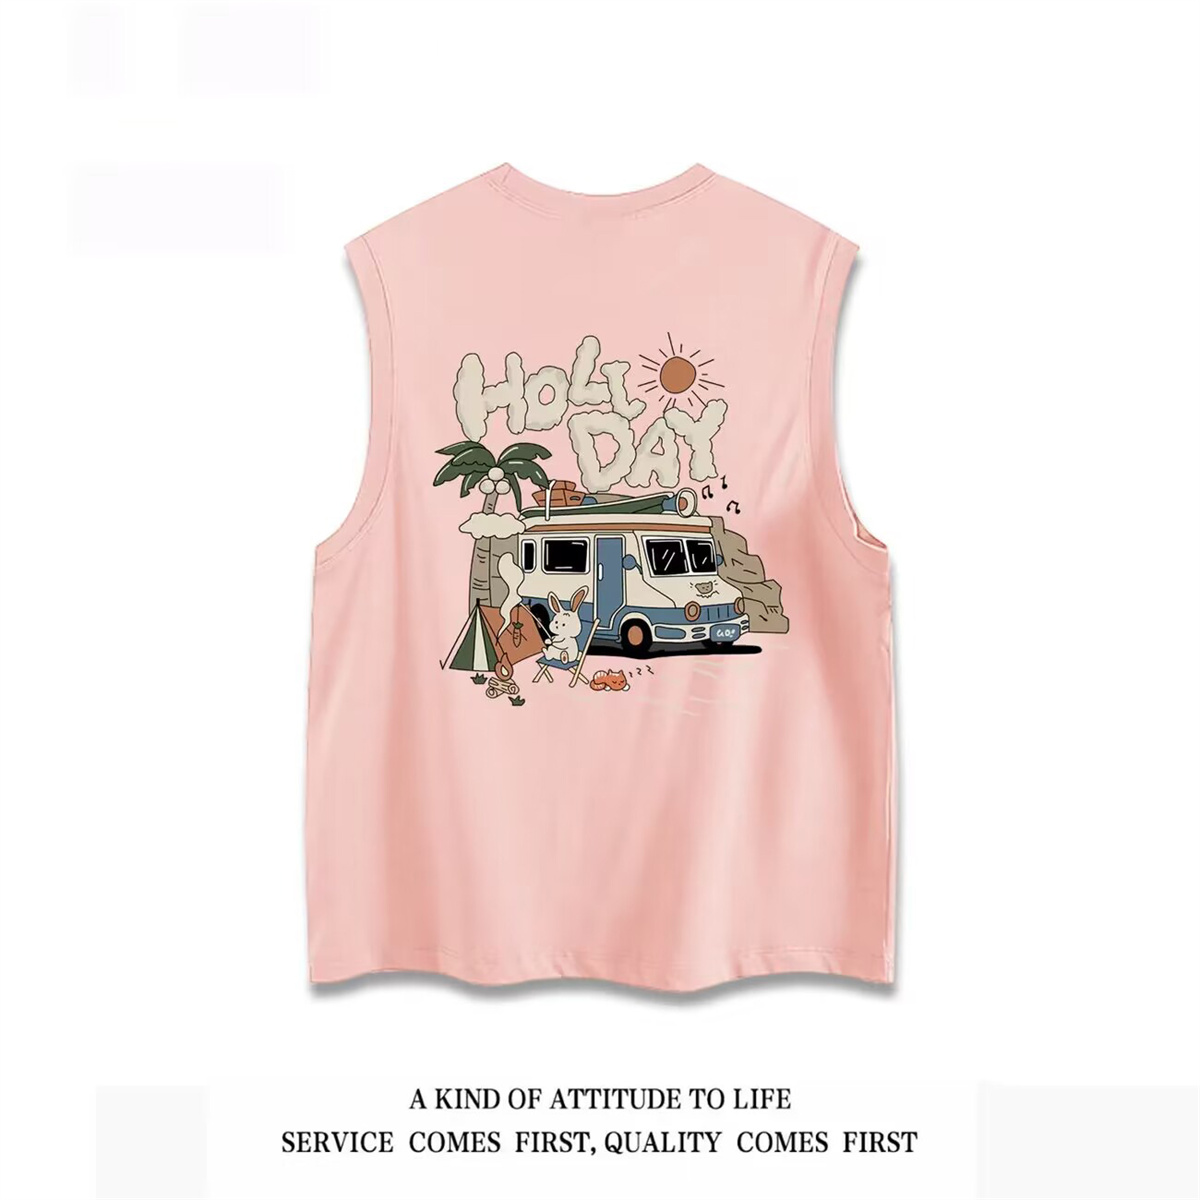 HOLI
DAY
A KIND OF ATTITUDE TO LIFE
SERVICE COMES FIRST, QUALITY COMES FIRST